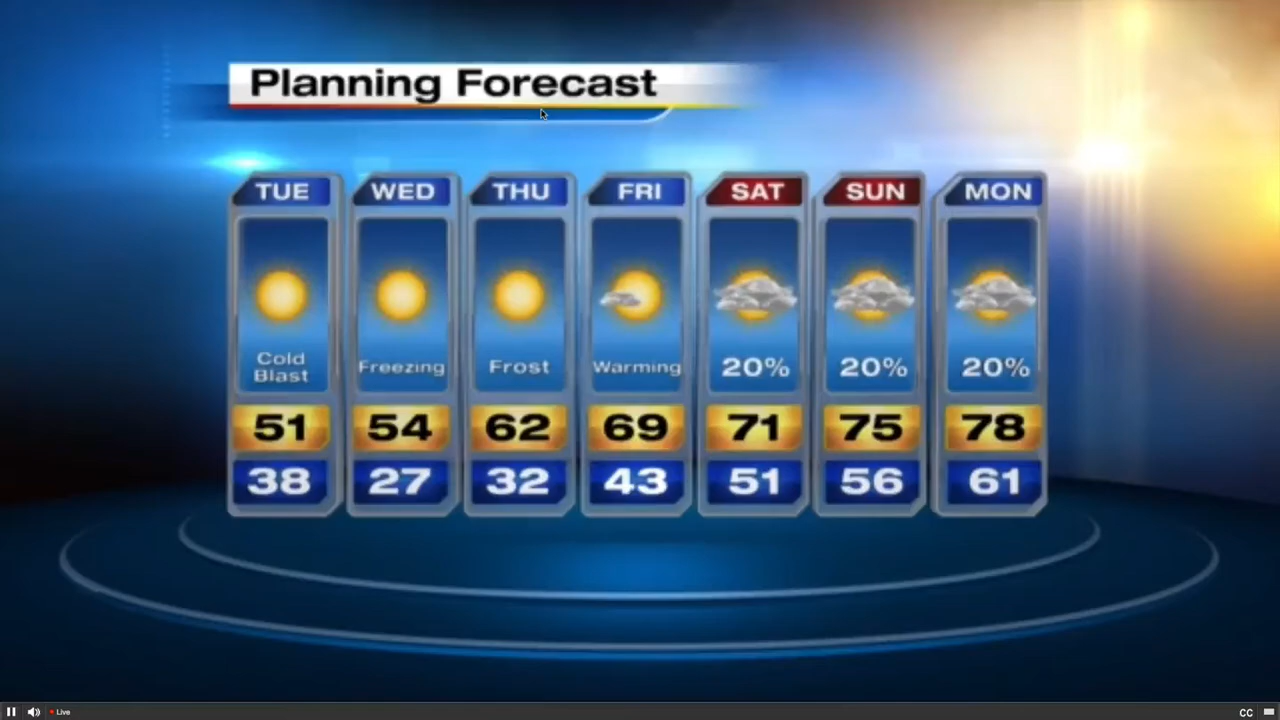 Planning Forecast
TUE WED THU FRI SAT SUN MON
Cold Blast Freezing Frost Warming 20% 20% 20%
51 54 62 69 71 75 78
38 27 32 43 51 56 61
Live CC